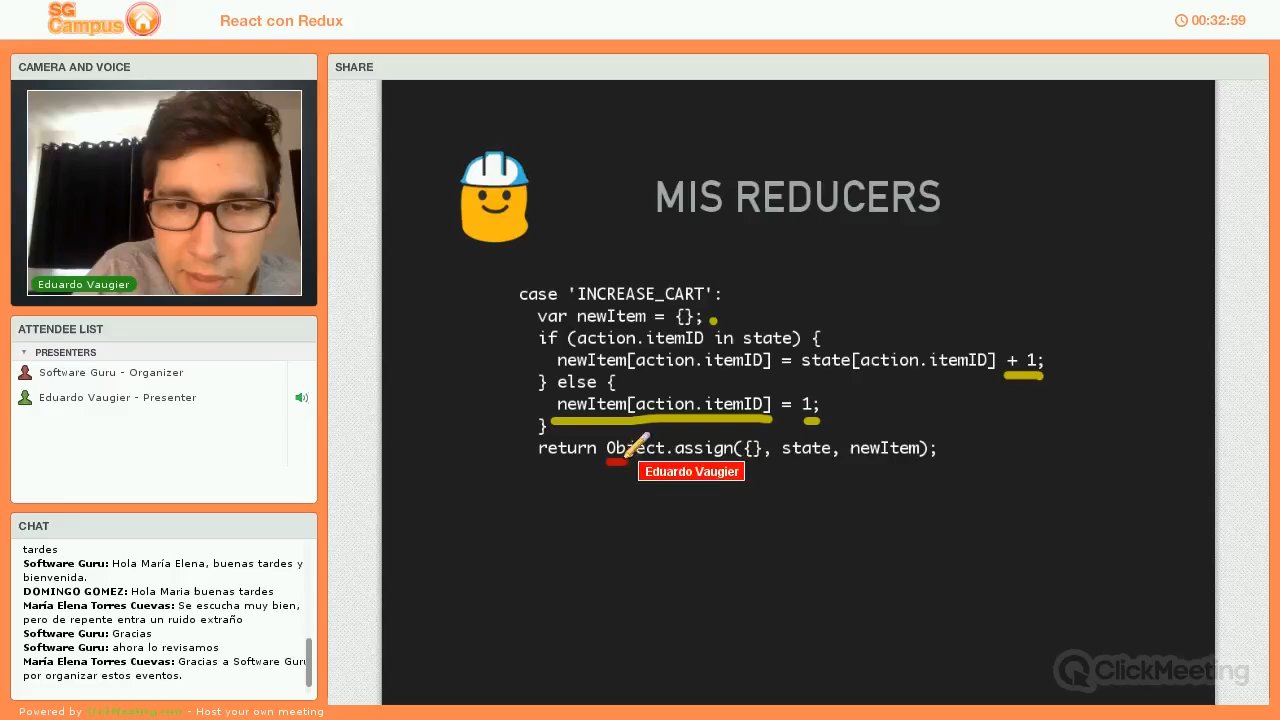 SG
Campus
React con Redux
00:32:59
CAMERA AND VOICE
Eduardo Vaugier
ATTENDEE LIST
PRESENTERS
Software Guru - Organizer
Eduardo Vaugier - Presenter
CHAT
tardes
Software Guru: Hola María Elena, buenas tardes y
bienvenida.
DOMINGO GOMEZ: Hola Maria buenas tardes
María Elena Torres Cuevas: Se escucha muy bien,
pero de repente entra un ruido extraño
Software Guru: Gracias
Software Guru: ahora lo revisamos
María Elena Torres Cuevas: Gracias a Software Guru
por organizar estos eventos.
Powered by ClickMeeting.com - Host your own meeting
SHARE
MIS REDUCERS
case 'INCREASE_CART':
var newItem = {};
if (action.itemID in state) {
newItem[action.itemID] = state[action.itemID] + 1;
} else {
newItem[action.itemID] = 1;
}
return Object.assign({}, state, newItem);
Eduardo Vaugier
ClickMeeting